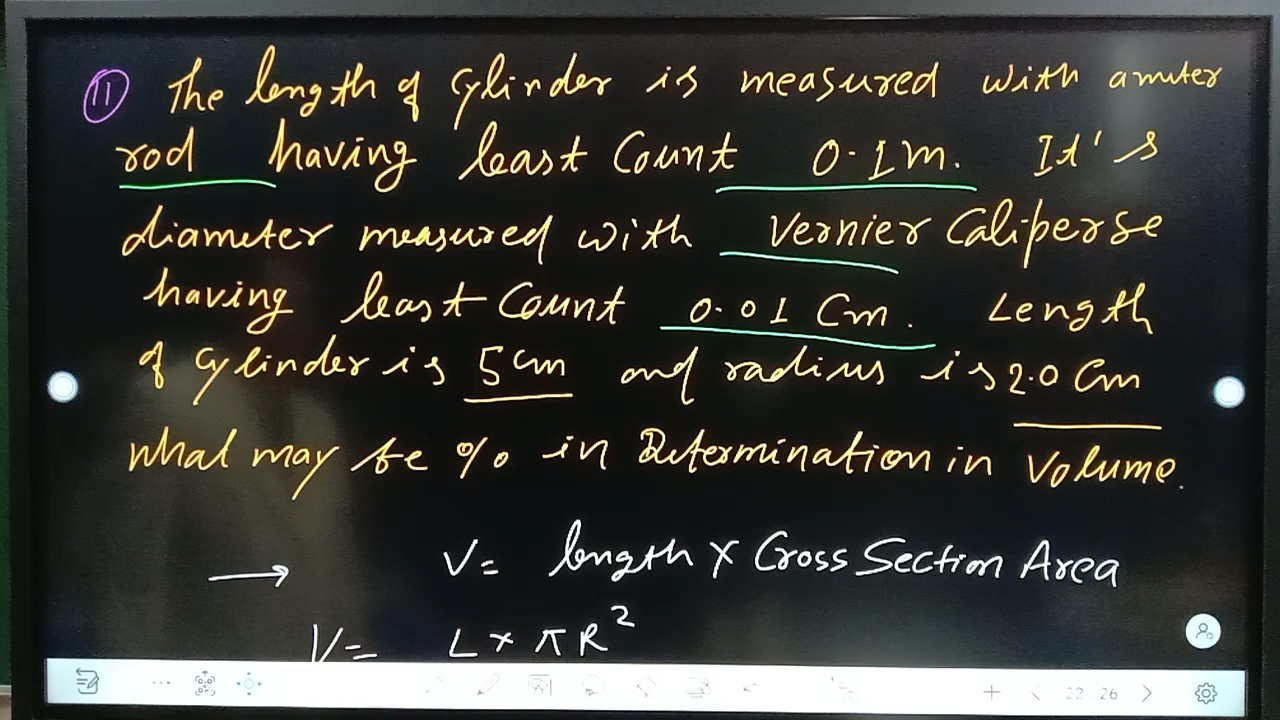 11 The length of cylinder is measured with a meter
rod having least count 0.1m. It's
diameter measured with Vernier Caliperse
having least count 0.01 Cm. Length
of cylinder is 5cm and radius is 2.0 Cm
what may be % in Determination in Volume.
→ V= length x Cross Section Area
V= L x πR²
22 26